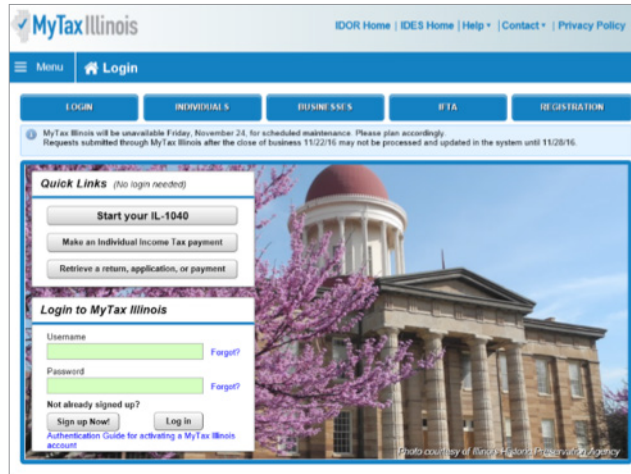 MyTax Illinois
IDOR Home | IDES Home | Help | Contact | Privacy Policy
Menu
Login
LOGIN
INDIVIDUALS
BUSINESSES
IFTA
REGISTRATION
MyTax Illinois will be unavailable Friday, November 24, for scheduled maintenance. Please plan accordingly.
Requests submitted through MyTax Illinois after the close of business 11/22/16 may not be processed and updated in the system until 11/28/16.
Quick Links (No login needed)
Start your IL-1040
Make an Individual Income Tax payment
Retrieve a return, application, or payment
Login to MyTax Illinois
Username
Forgot?
Password
Forgot?
Not already signed up?
Sign up Now!
Log in
Authentication Guide for activating a MyTax Illinois
account
Photo courtesy of Illinois Historic Preservation Agency